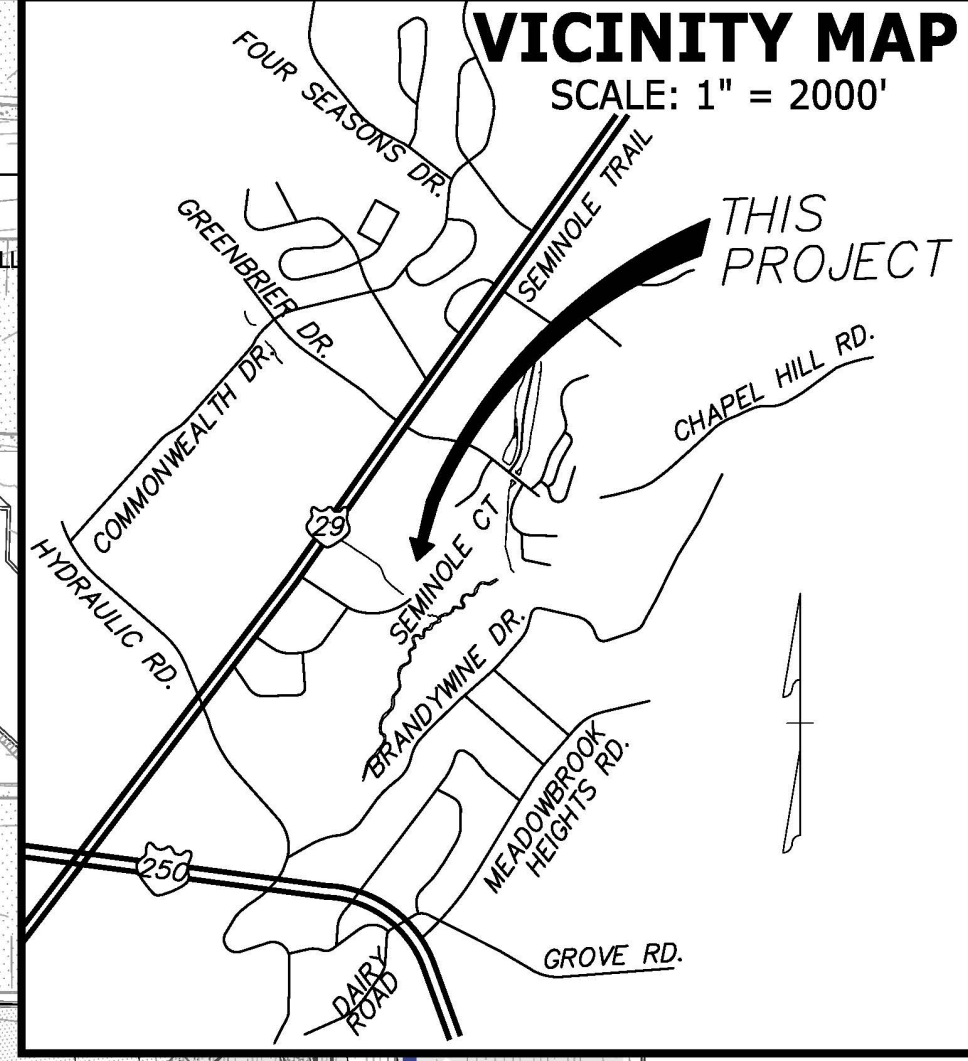 VICINITY MAP
SCALE: 1" = 2000'
FOUR SEASONS DR.
SEMINOLE TRAIL
THIS
PROJECT
GREENBRIER DR.
CHAPEL HILL RD.
COMMONWEALTH DR.
29
SEMINOLE CT
HYDRAULIC RD.
BRANDYWINE DR.
MEADOWBROOK
HEIGHTS RD.
250
GROVE RD.
DAIRY
ROAD